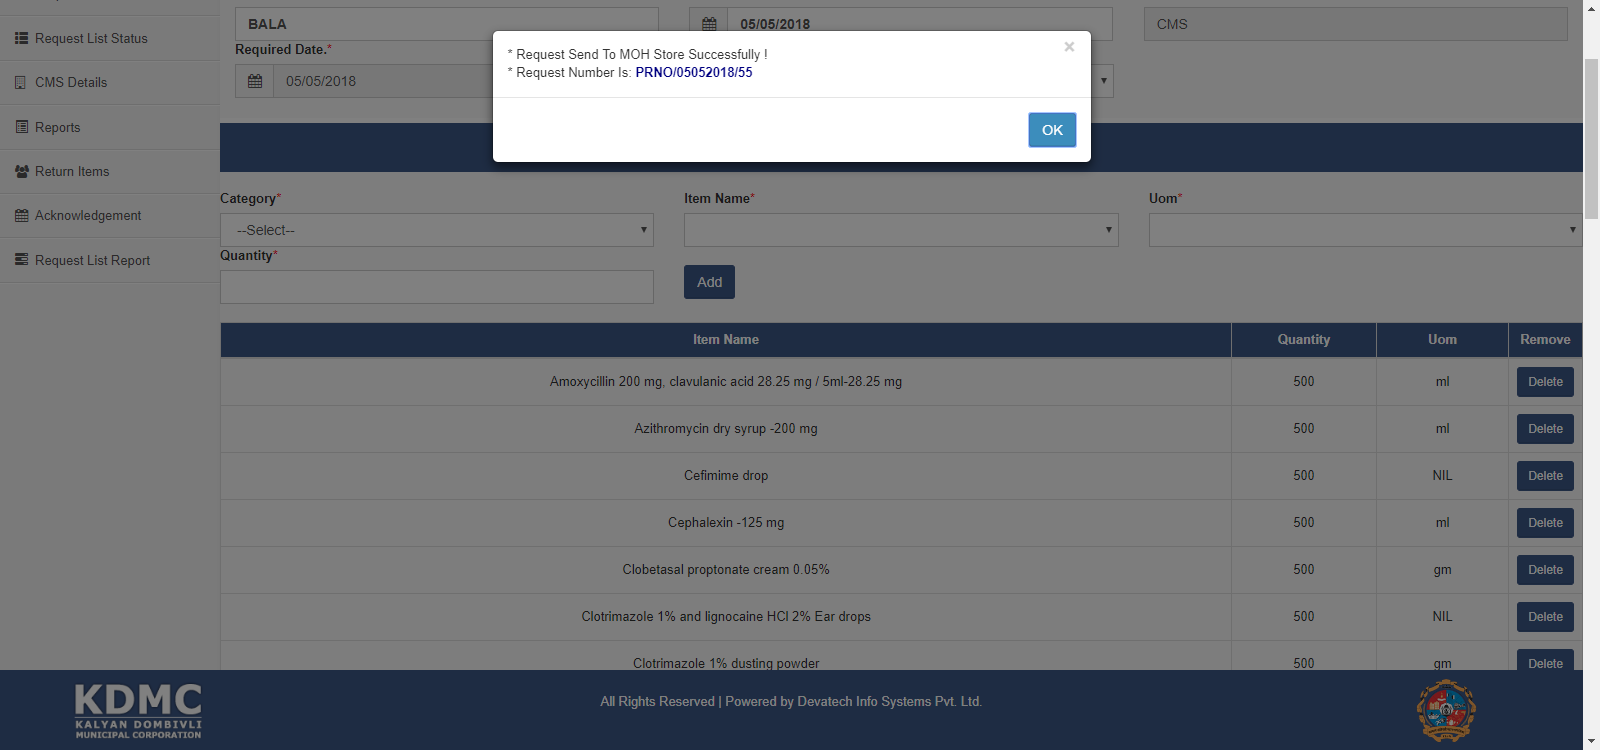 BALA
05/05/2018
CMS
Request List Status
Required Date.*
* Request Send To MOH Store Successfully !
×
* Request Number Is: PRNO/05052018/55
CMS Details
05/05/2018
Reports
OK
Return Items
Category*
Item Name*
Uom*
Acknowledgement
--Select--
Request List Report
Quantity*
Add
Item Name Quantity Uom Remove
Amoxycillin 200 mg, clavulanic acid 28.25 mg / 5ml-28.25 mg 500 ml Delete
Azithromycin dry syrup -200 mg 500 ml Delete
Cefimime drop 500 NIL Delete
Cephalexin -125 mg 500 ml Delete
Clobetasal proptonate cream 0.05% 500 gm Delete
Clotrimazole 1% and lignocaine HCl 2% Ear drops 500 NIL Delete
Clotrimazole 1% dusting powder 500 gm Delete
KDMC
KALYAN DOMBIVLI
MUNICIPAL CORPORATION
All Rights Reserved | Powered by Devatech Info Systems Pvt. Ltd.